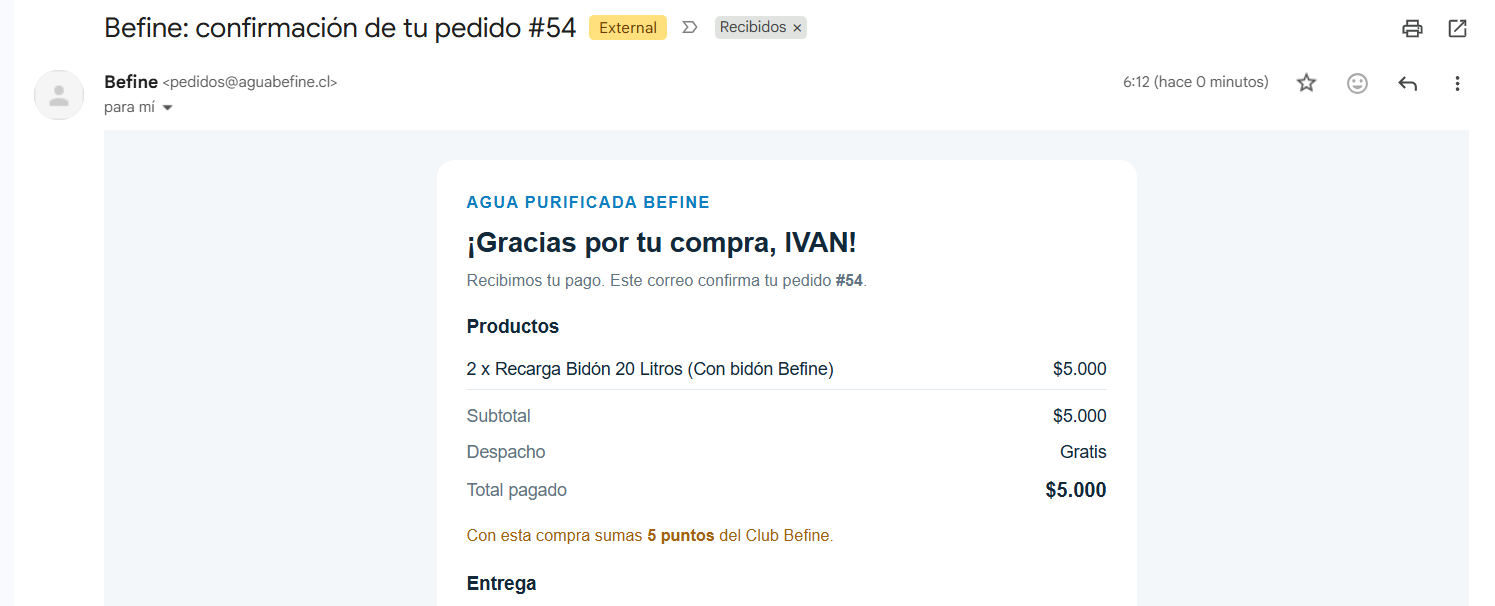 Befine: confirmación de tu pedido #54 External Recibidos ×
Befine <pedidos@aguabefine.cl> 6:12 (hace 0 minutos)
para mí
AGUA PURIFICADA BEFINE
¡Gracias por tu compra, IVAN!
Recibimos tu pago. Este correo confirma tu pedido #54.
Productos
2 x Recarga Bidón 20 Litros (Con bidón Befine) $5.000
Subtotal $5.000
Despacho Gratis
Total pagado $5.000
Con esta compra sumas 5 puntos del Club Befine.
Entrega